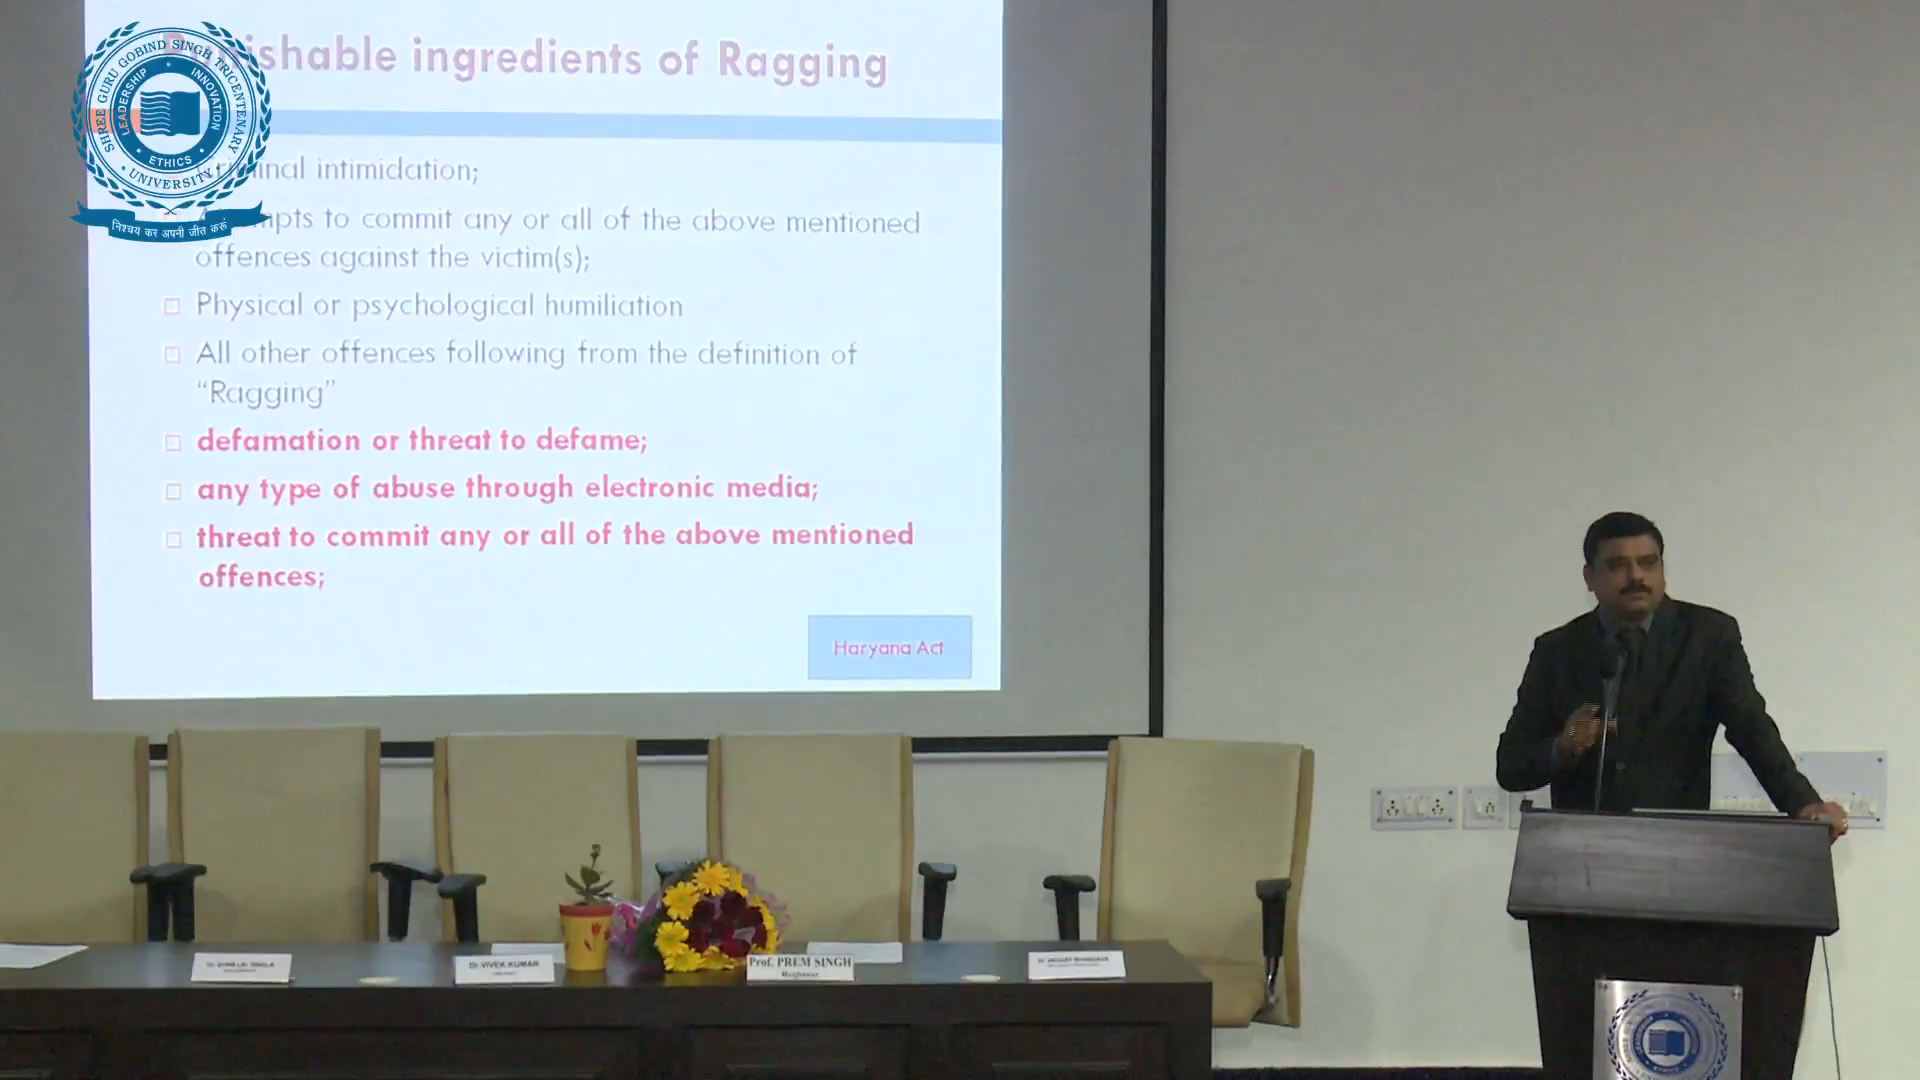 SHREE GURU GOBIND SINGH TRICENTENARY
UNIVERSITY
LEADERSHIP
INNOVATION
ETHICS
निश्चय कर अपनी जीत करूं
ishable ingredients of Ragging
inal intimidation;
mpts to commit any or all of the above mentioned
offences against the victim(s);
Physical or psychological humiliation
All other offences following from the definition of
“Ragging”
defamation or threat to defame;
any type of abuse through electronic media;
threat to commit any or all of the above mentioned
offences;
Haryana Act
Dr. VIVEK KUMAR
Prof. PREM SINGH
Registrar